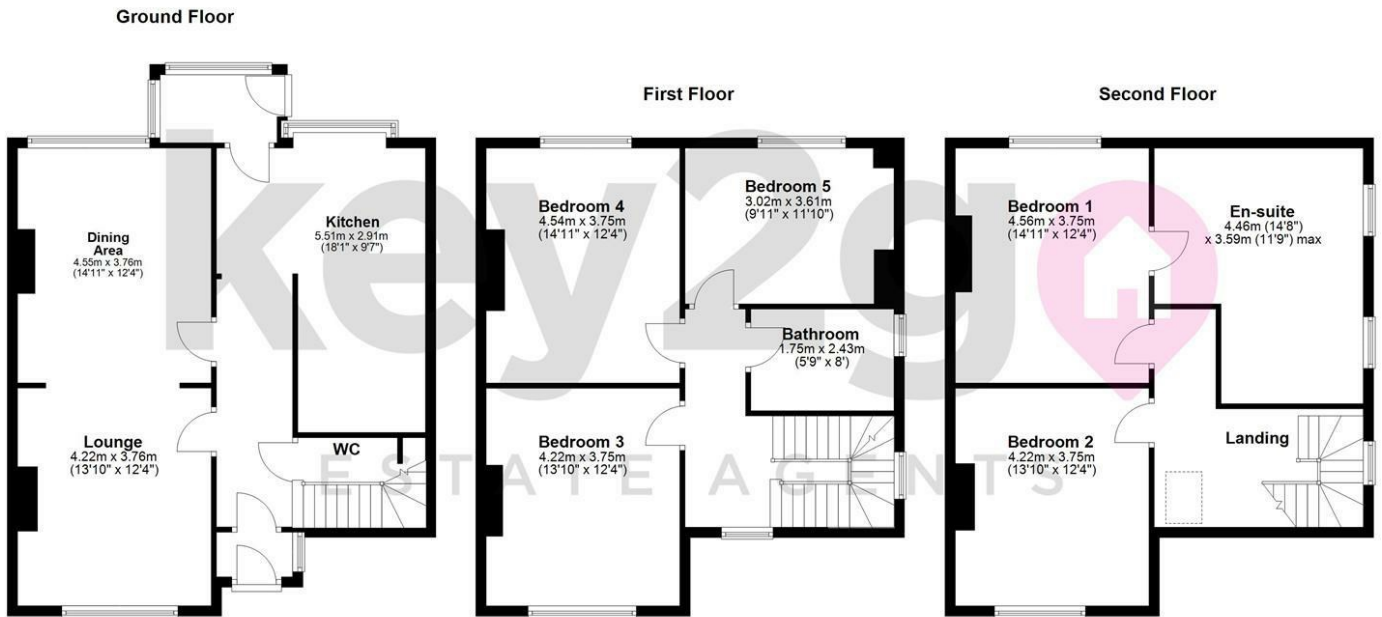 Ground Floor
Dining
Area
4.55m x 3.76m
(14'11" x 12'4")
Kitchen
5.51m x 2.91m
(18'1" x 9'7")
Lounge
4.22m x 3.76m
(13'10" x 12'4")
WC
First Floor
Bedroom 4
4.54m x 3.75m
(14'11" x 12'4")
Bedroom 5
3.02m x 3.61m
(9'11" x 11'10")
Bathroom
1.75m x 2.43m
(5'9" x 8')
Bedroom 3
4.22m x 3.75m
(13'10" x 12'4")
Second Floor
Bedroom 1
4.56m x 3.75m
(14'11" x 12'4")
En-suite
4.46m (14'8")
x 3.59m (11'9") max
Bedroom 2
4.22m x 3.75m
(13'10" x 12'4")
Landing
key2go
ESTATE AGENTS